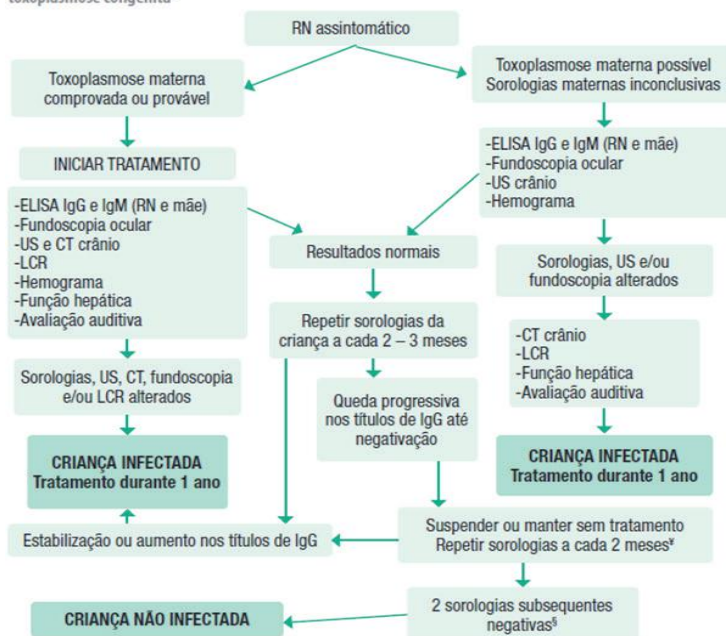 toxoplasmose congênita
RN assintomático
Toxoplasmose materna
comprovada ou provável
INICIAR TRATAMENTO
-ELISA IgG e IgM (RN e mãe)
-Fundoscopia ocular
-US e CT crânio
-LCR
-Hemograma
-Função hepática
-Avaliação auditiva
Sorologias, US, CT, fundoscopia
e/ou LCR alterados
CRIANÇA INFECTADA
Tratamento durante 1 ano
Toxoplasmose materna possível
Sorologias maternas inconclusivas
-ELISA IgG e IgM (RN e mãe)
-Fundoscopia ocular
-US crânio
-Hemograma
Sorologias, US e/ou
fundoscopia alterados
-CT crânio
-LCR
-Função hepática
-Avaliação auditiva
CRIANÇA INFECTADA
Tratamento durante 1 ano
Resultados normais
Repetir sorologias da
criança a cada 2 – 3 meses
Queda progressiva
nos títulos de IgG até
negativação
Suspender ou manter sem tratamento
Repetir sorologias a cada 2 meses¥
Estabilização ou aumento nos títulos de IgG
2 sorologias subsequentes
negativas§
CRIANÇA NÃO INFECTADA